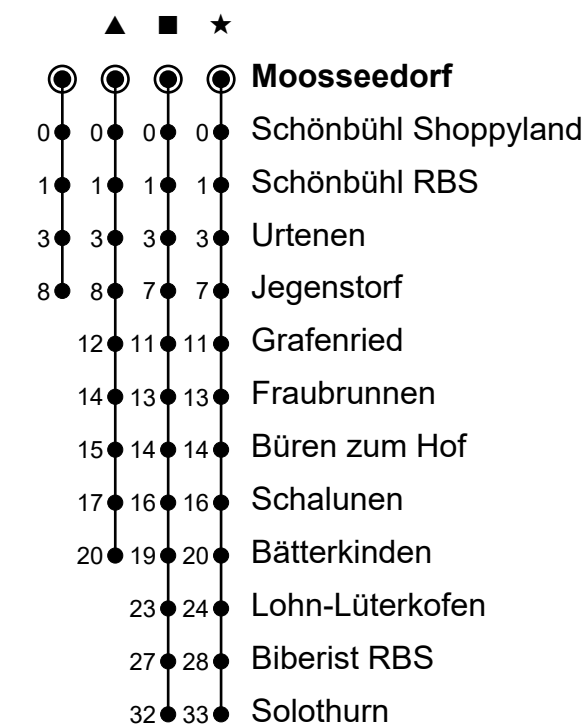 ▲ ■ ★
Moosseedorf
0 0 0 0 Schönbühl Shoppyland
1 1 1 1 Schönbühl RBS
3 3 3 3 Urtenen
8 8 7 7 Jegenstorf
12 11 11 Grafenried
14 13 13 Fraubrunnen
15 14 14 Büren zum Hof
17 16 16 Schalunen
20 19 20 Bätterkinden
23 24 Lohn-Lüterkofen
27 28 Biberist RBS
32 33 Solothurn